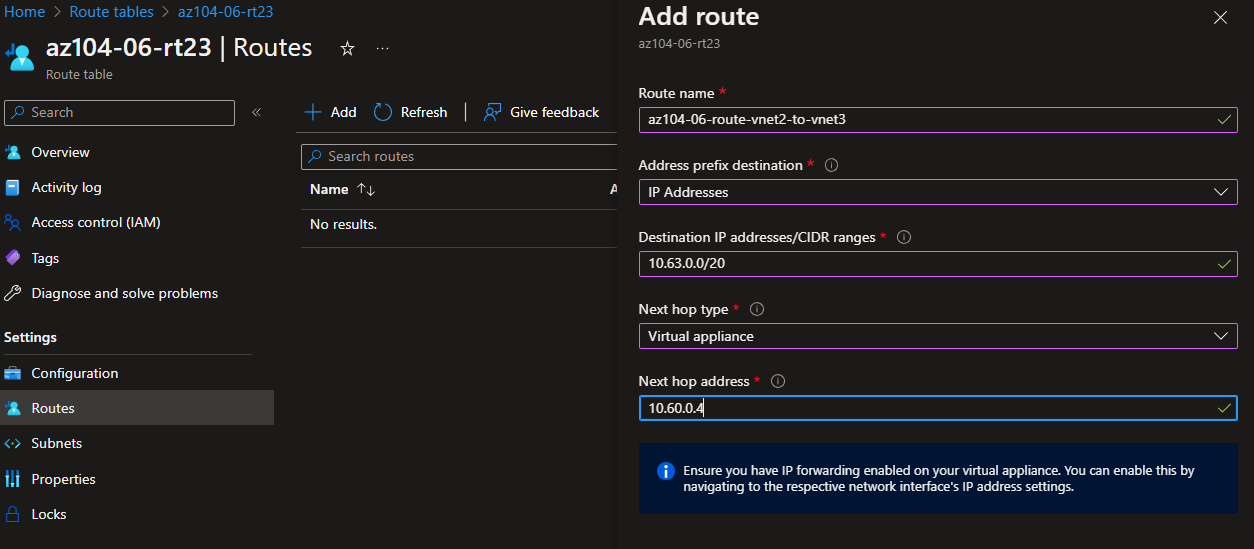 Home > Route tables > az104-06-rt23
az104-06-rt23 | Routes
Route table
Search
Overview
Activity log
Access control (IAM)
Tags
Diagnose and solve problems
Settings
Configuration
Routes
Subnets
Properties
Locks
Add Refresh Give feedback
Search routes
Name A
No results.
Add route
az104-06-rt23
Route name *
az104-06-route-vnet2-to-vnet3
Address prefix destination *
IP Addresses
Destination IP addresses/CIDR ranges *
10.63.0.0/20
Next hop type *
Virtual appliance
Next hop address *
10.60.0.4
Ensure you have IP forwarding enabled on your virtual appliance. You can enable this by
navigating to the respective network interface's IP address settings.